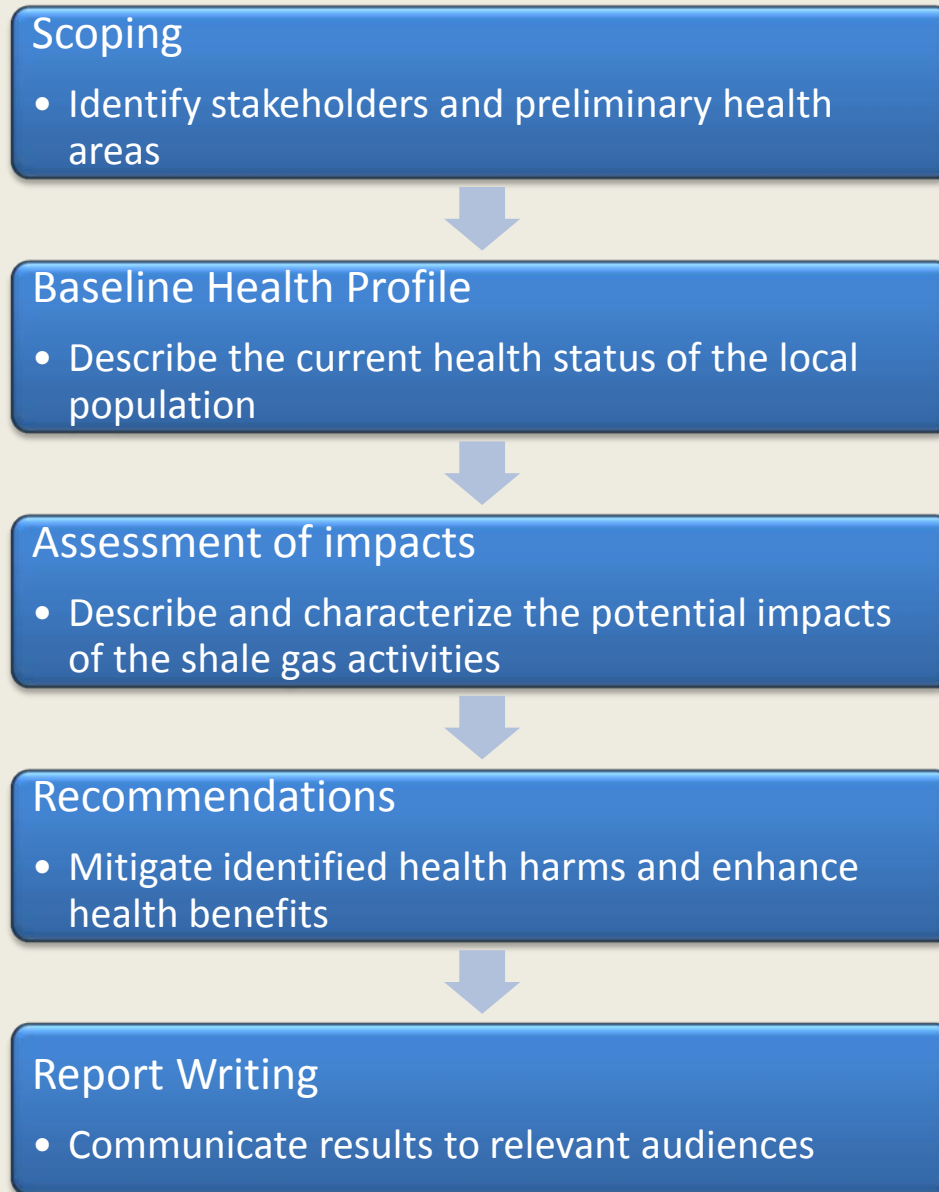 Scoping
• Identify stakeholders and preliminary health
areas
Baseline Health Profile
• Describe the current health status of the local
population
Assessment of impacts
• Describe and characterize the potential impacts
of the shale gas activities
Recommendations
• Mitigate identified health harms and enhance
health benefits
Report Writing
• Communicate results to relevant audiences